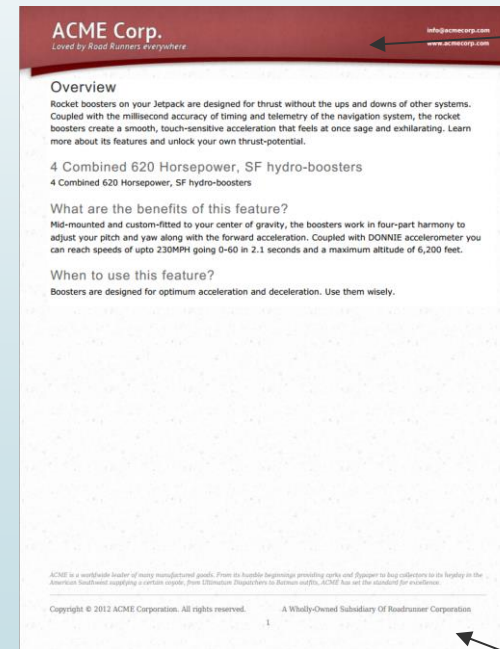 ACME Corp.
Loved by Road Runners everywhere
info@acmecorp.com
www.acmecorp.com
Overview
Rocket boosters on your Jetpack are designed for thrust without the ups and downs of other systems.
Coupled with the millisecond accuracy of timing and telemetry of the navigation system, the rocket
boosters create a smooth, touch-sensitive acceleration that feels at once sage and exhilarating. Learn
more about its features and unlock your own thrust-potential.
4 Combined 620 Horsepower, SF hydro-boosters
4 Combined 620 Horsepower, SF hydro-boosters
What are the benefits of this feature?
Mid-mounted and custom-fitted to your center of gravity, the boosters work in four-part harmony to
adjust your pitch and yaw along with the forward acceleration. Coupled with DONNIE accelerometer you
can reach speeds of upto 230MPH going 0-60 in 2.1 seconds and a maximum altitude of 6,200 feet.
When to use this feature?
Boosters are designed for optimum acceleration and deceleration. Use them wisely.
ACME is a worldwide leader of many manufactured goods. From its humble beginnings providing corks and flypaper to bug collectors to its heyday in the
American Southwest supplying a certain coyote, from Ultimatum Dispatchers to Batman outfits, ACME has set the standard for excellence.
Copyright © 2012 ACME Corporation. All rights reserved.
A Wholly-Owned Subsidiary Of Roadrunner Corporation
1